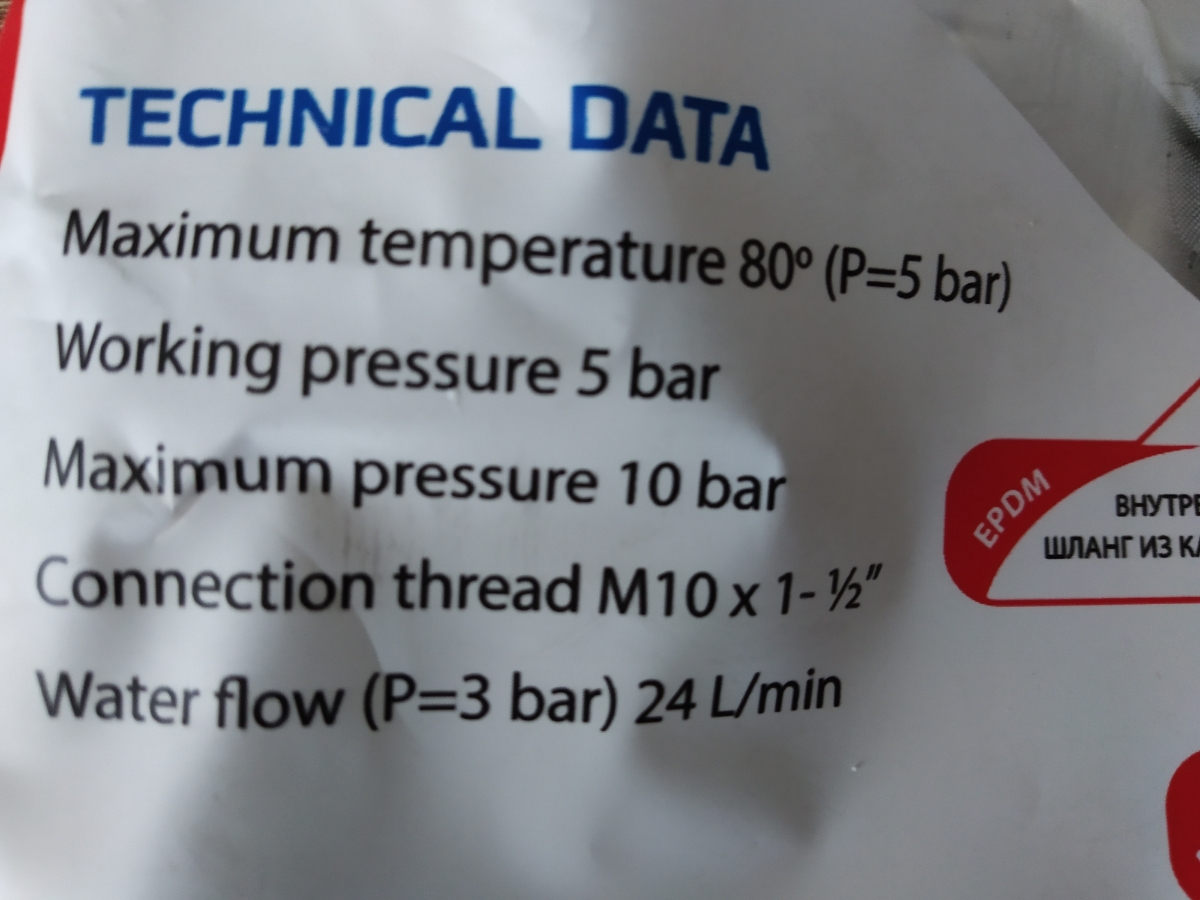 TECHNICAL DATA
Maximum temperature 80º (P=5 bar)
Working pressure 5 bar
Maximum pressure 10 bar
Connection thread M10 x 1- ½"
Water flow (P=3 bar) 24 L/min
EPDM
ШЛАНГ ИЗ